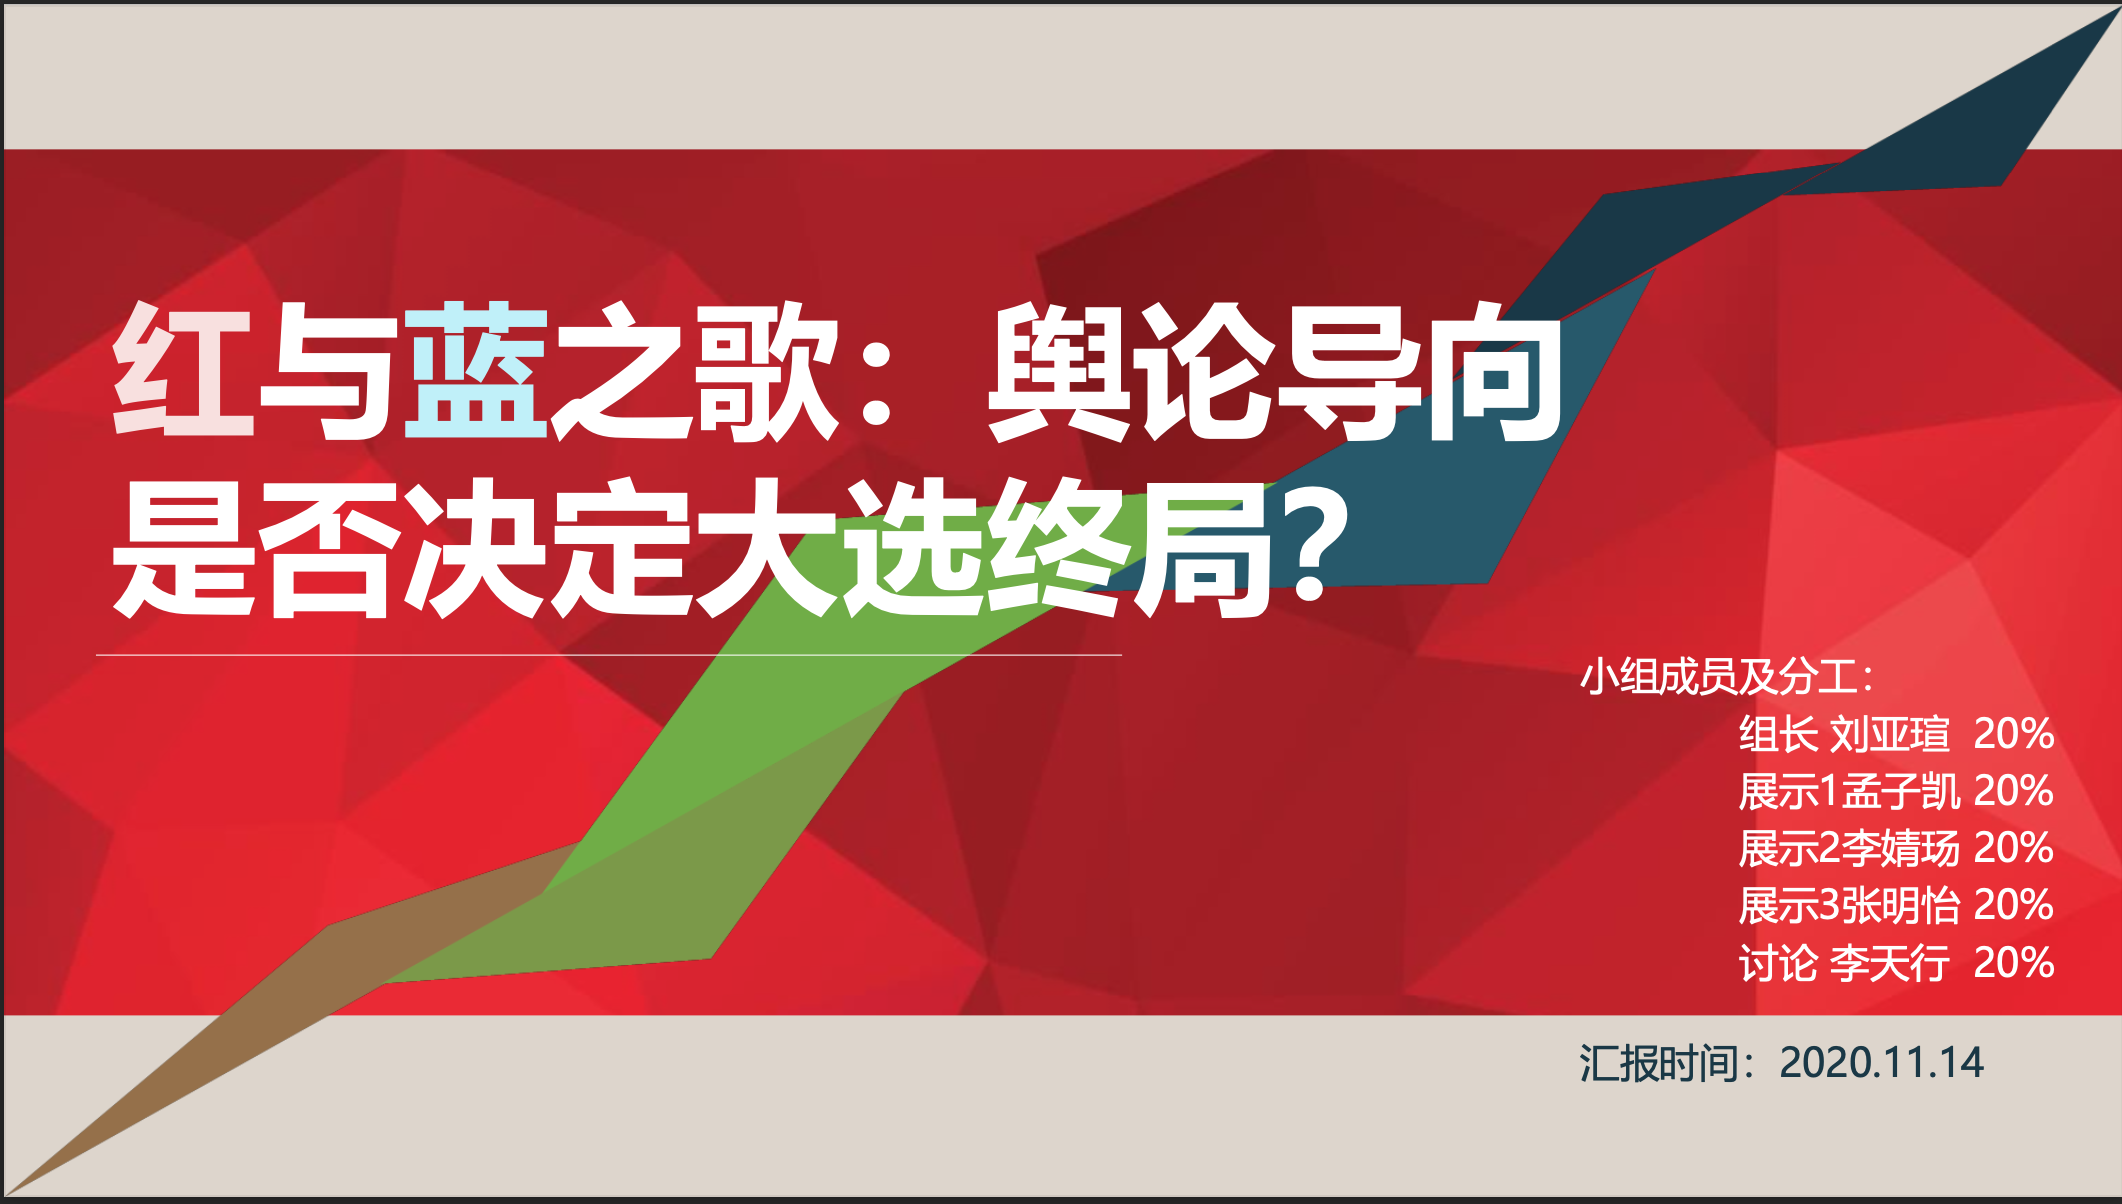 红与蓝之歌：舆论导向
是否决定大选终局？
小组成员及分工：
组长 刘亚瑄 20%
展示1孟子凯 20%
展示2李婧玚 20%
展示3张明怡 20%
讨论 李天行 20%
汇报时间：2020.11.14